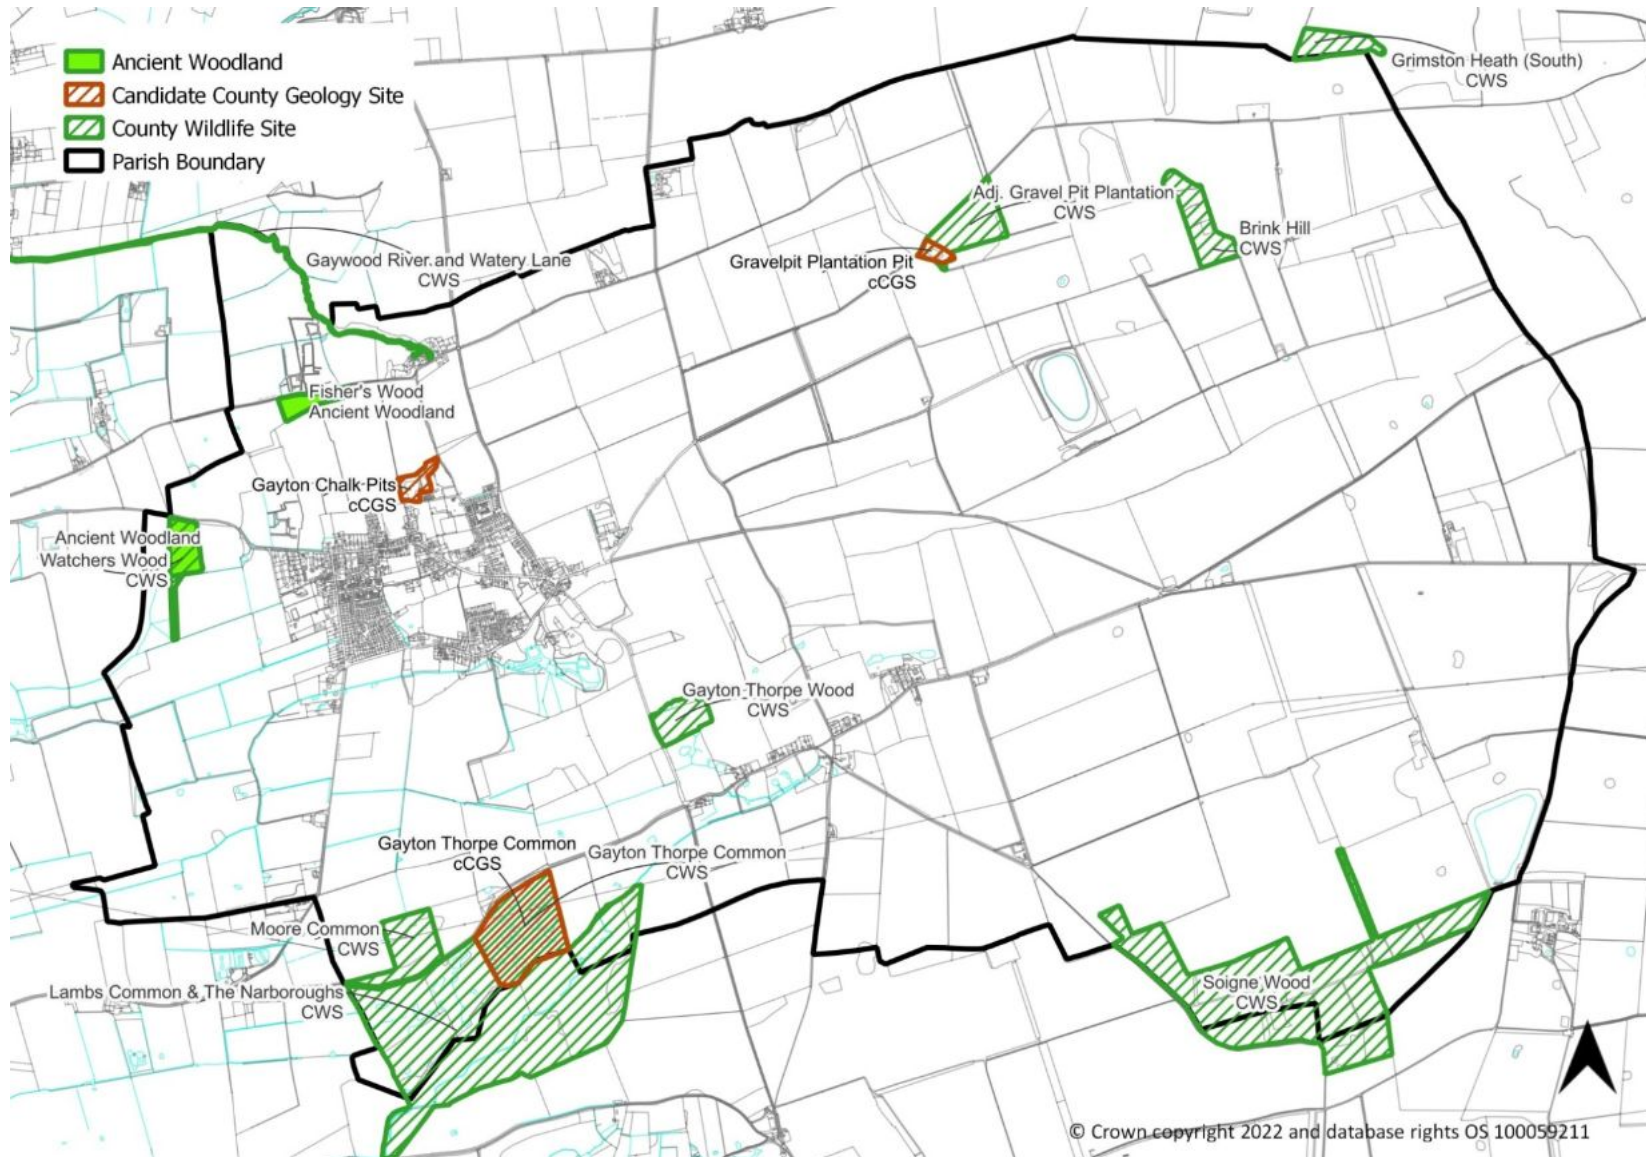 Ancient Woodland
Candidate County Geology Site
County Wildlife Site
Parish Boundary
Grimston Heath (South)
CWS
Adj. Gravel Pit Plantation
CWS
Brink Hill
CWS
Gravelpit Plantation Pit
cCGS
Gaywood River and Watery Lane
CWS
Fisher's Wood
Ancient Woodland
Gayton Chalk Pits
cCGS
Ancient Woodland
Watchers Wood
CWS
Gayton Thorpe Wood
CWS
Gayton Thorpe Common
cCGS
Gayton Thorpe Common
CWS
Moore Common
CWS
Lambs Common & The Narboroughs
CWS
Soigne Wood
CWS
© Crown copyright 2022 and database rights OS 100059211